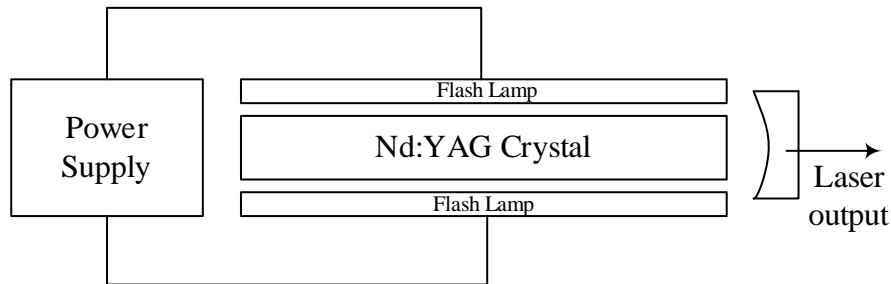 Flash Lamp
Power
Supply
Nd:YAG Crystal
Flash Lamp
Laser
output